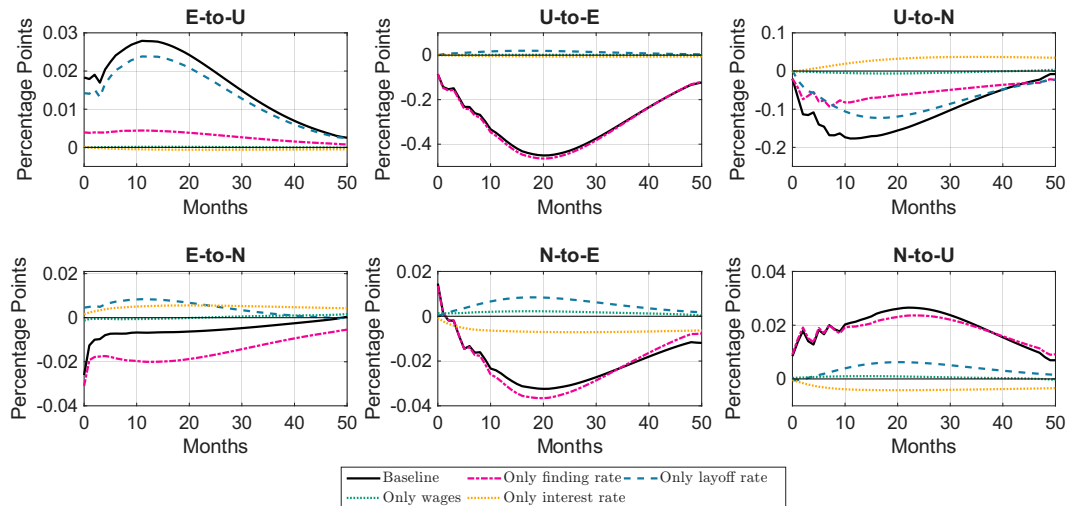 E-to-U
U-to-E
U-to-N
Percentage Points
0.03
0.02
0.01
0
0 10 20 30 40 50
Months
Percentage Points
0
-0.2
-0.4
0 10 20 30 40 50
Months
Percentage Points
0.1
0
-0.1
-0.2
0 10 20 30 40 50
Months
E-to-N
N-to-E
N-to-U
Percentage Points
0.02
0
-0.02
-0.04
0 10 20 30 40 50
Months
Percentage Points
0.02
0
-0.02
-0.04
0 10 20 30 40 50
Months
Percentage Points
0.04
0.02
0
0 10 20 30 40 50
Months
Baseline Only finding rate Only layoff rate
Only wages Only interest rate